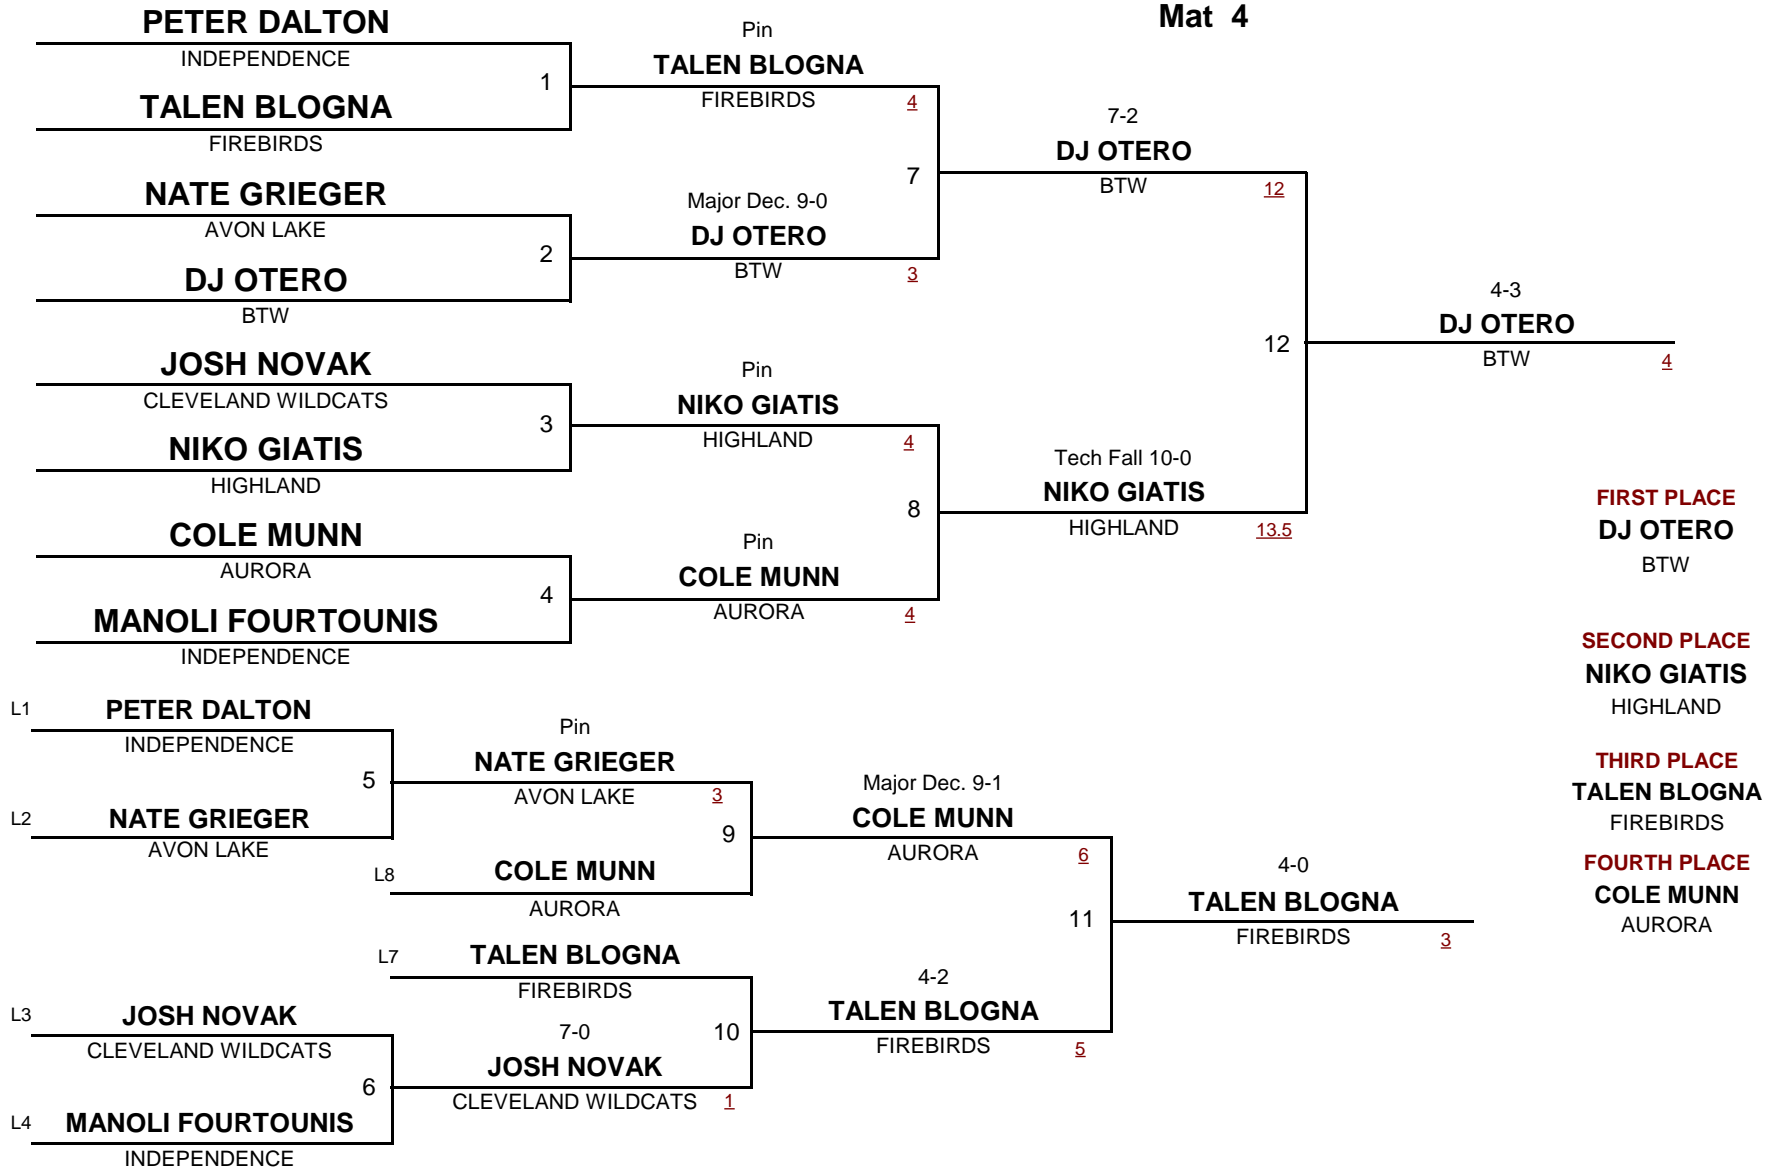 Mat 4
PETER DALTON
INDEPENDENCE
1
TALEN BLOGNA
FIREBIRDS
NATE GRIEGER
AVON LAKE
2
DJ OTERO
BTW
JOSH NOVAK
CLEVELAND WILDCATS
3
NIKO GIATIS
HIGHLAND
COLE MUNN
AURORA
4
MANOLI FOURTOUNIS
INDEPENDENCE
Pin
TALEN BLOGNA
FIREBIRDS 4
7
Major Dec. 9-0
DJ OTERO
BTW 3
Pin
NIKO GIATIS
HIGHLAND 4
8
Pin
COLE MUNN
AURORA 4
7-2
DJ OTERO
BTW 12
12
Tech Fall 10-0
NIKO GIATIS
HIGHLAND 13.5
4-3
DJ OTERO
BTW 4
FIRST PLACE
DJ OTERO
BTW
SECOND PLACE
NIKO GIATIS
HIGHLAND
THIRD PLACE
TALEN BLOGNA
FIREBIRDS
FOURTH PLACE
COLE MUNN
AURORA
L1 PETER DALTON
INDEPENDENCE
5
L2 NATE GRIEGER
AVON LAKE
Pin
NATE GRIEGER
AVON LAKE 3
9
L8 COLE MUNN
AURORA
L7 TALEN BLOGNA
FIREBIRDS
10
L3 JOSH NOVAK
CLEVELAND WILDCATS
6
L4 MANOLI FOURTOUNIS
INDEPENDENCE
7-0
JOSH NOVAK
CLEVELAND WILDCATS 1
Major Dec. 9-1
COLE MUNN
AURORA 6
11
4-2
TALEN BLOGNA
FIREBIRDS 5
4-0
TALEN BLOGNA
FIREBIRDS 3